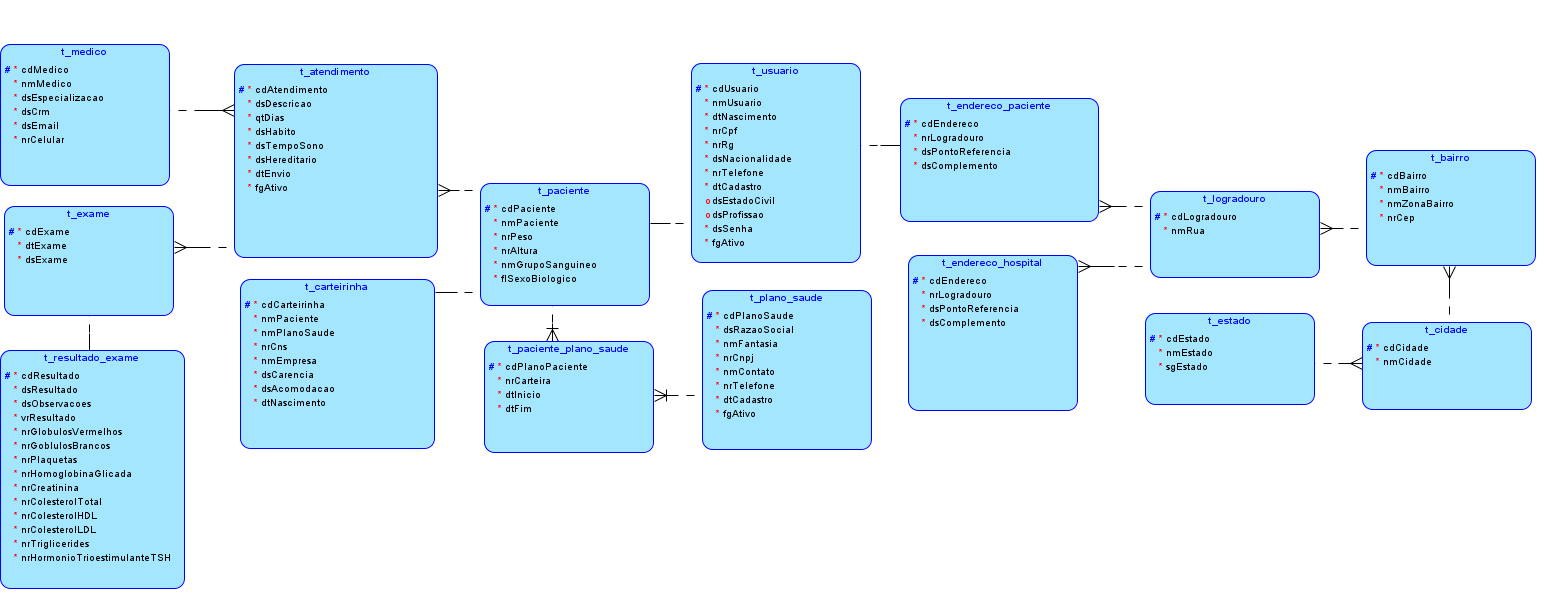 t_medico
# * cdMedico
* nmMedico
* dsEspecializacao
* dsCrm
* dsEmail
* nrCelular
t_atendimento
# * cdAtendimento
* dsDescricao
* qtDias
* dsHabito
* dsTempoSono
* dsHereditario
* dtEnvio
* fgAtivo
t_usuario
# * cdUsuario
* nmUsuario
* dtNascimento
* nrCpf
* nrRg
* dsNacionalidade
* nrTelefone
* dtCadastro
o dsEstadoCivil
o dsProfissao
* dsSenha
* fgAtivo
t_endereco_paciente
# * cdEndereco
* nrLogradouro
* dsPontoReferencia
* dsComplemento
t_bairro
# * cdBairro
* nmBairro
* nmZonaBairro
* nrCep
t_paciente
# * cdPaciente
* nmPaciente
* nrPeso
* nrAltura
* nmGrupoSanguineo
* flSexoBiologico
t_logradouro
# * cdLogradouro
* nmRua
t_exame
# * cdExame
* dtExame
* dsExame
t_endereco_hospital
# * cdEndereco
* nrLogradouro
* dsPontoReferencia
* dsComplemento
t_carteirinha
# * cdCarteirinha
* nmPaciente
* nmPlanoSaude
* nrCns
* nmEmpresa
* dsCarencia
* dsAcomodacao
* dtNascimento
t_plano_saude
# * cdPlanoSaude
* dsRazaoSocial
* nmFantasia
* nrCnpj
* nmContato
* nrTelefone
* dtCadastro
* fgAtivo
t_estado
# * cdEstado
* nmEstado
* sgEstado
t_cidade
# * cdCidade
* nmCidade
t_paciente_plano_saude
# * cdPlanoPaciente
* nrCarteira
* dtInicio
* dtFim
t_resultado_exame
# * cdResultado
* dsResultado
* dsObservacoes
* vrResultado
* nrGlobulosVermelhos
* nrGoblulosBrancos
* nrPlaquetas
* nrHomoglobinaGlicada
* nrCreatinina
* nrColesterolTotal
* nrColesterolHDL
* nrColesterolLDL
* nrTriglicerides
* nrHormonioTrioestimulanteTSH